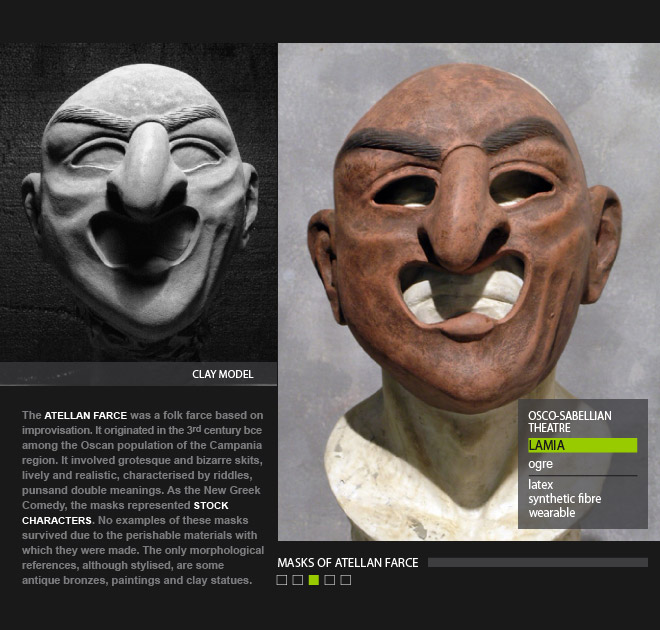 CLAY MODEL
The ATELLAN FARCE was a folk farce based on
improvisation. It originated in the 3rd century bce
among the Oscan population of the Campania
region. It involved grotesque and bizarre skits,
lively and realistic, characterised by riddles,
punsand double meanings. As the New Greek
Comedy, the masks represented STOCK
CHARACTERS. No examples of these masks
survived due to the perishable materials with
which they were made. The only morphological
references, although stylised, are some
antique bronzes, paintings and clay statues.
OSCO-SABELLIAN
THEATRE
LAMIA
ogre
latex
synthetic fibre
wearable
MASKS OF ATELLAN FARCE